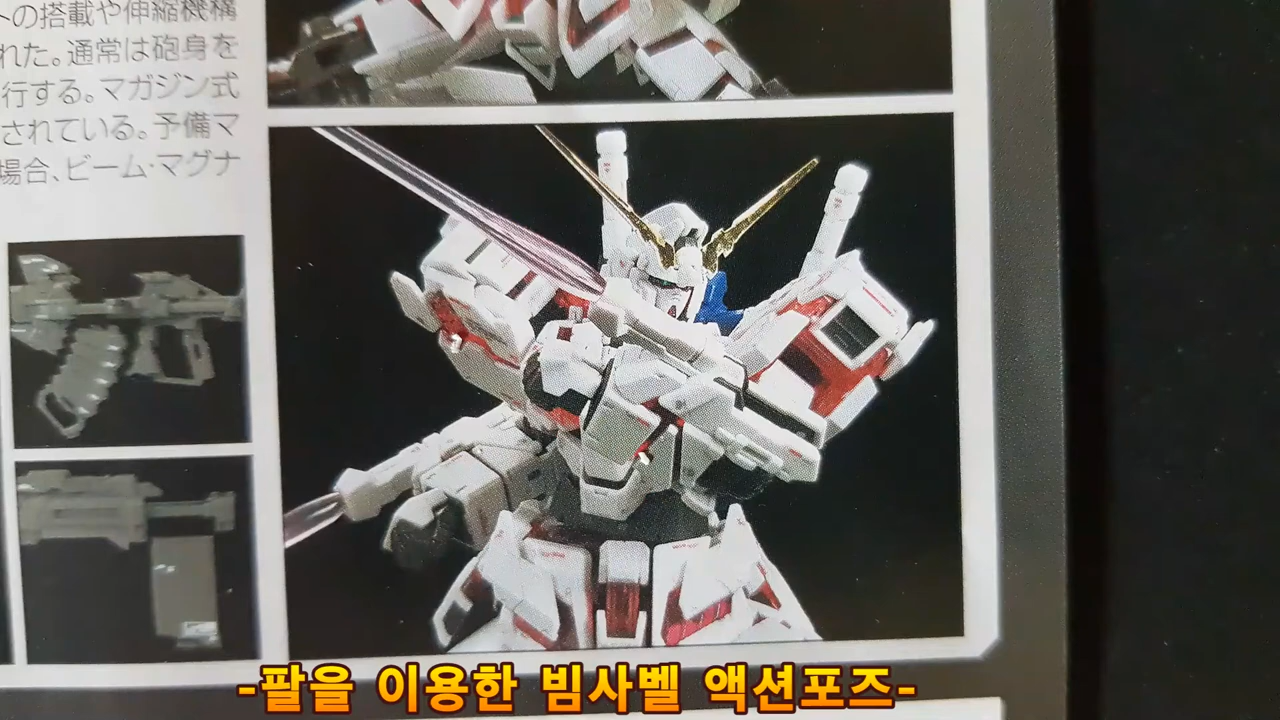 トの搭載や伸縮機構
れた。通常は砲身を
行する。マガジン式
されている。予備マ
場合、ビーム・マグナ
-팔을 이용한 빔사벨 액션포즈-